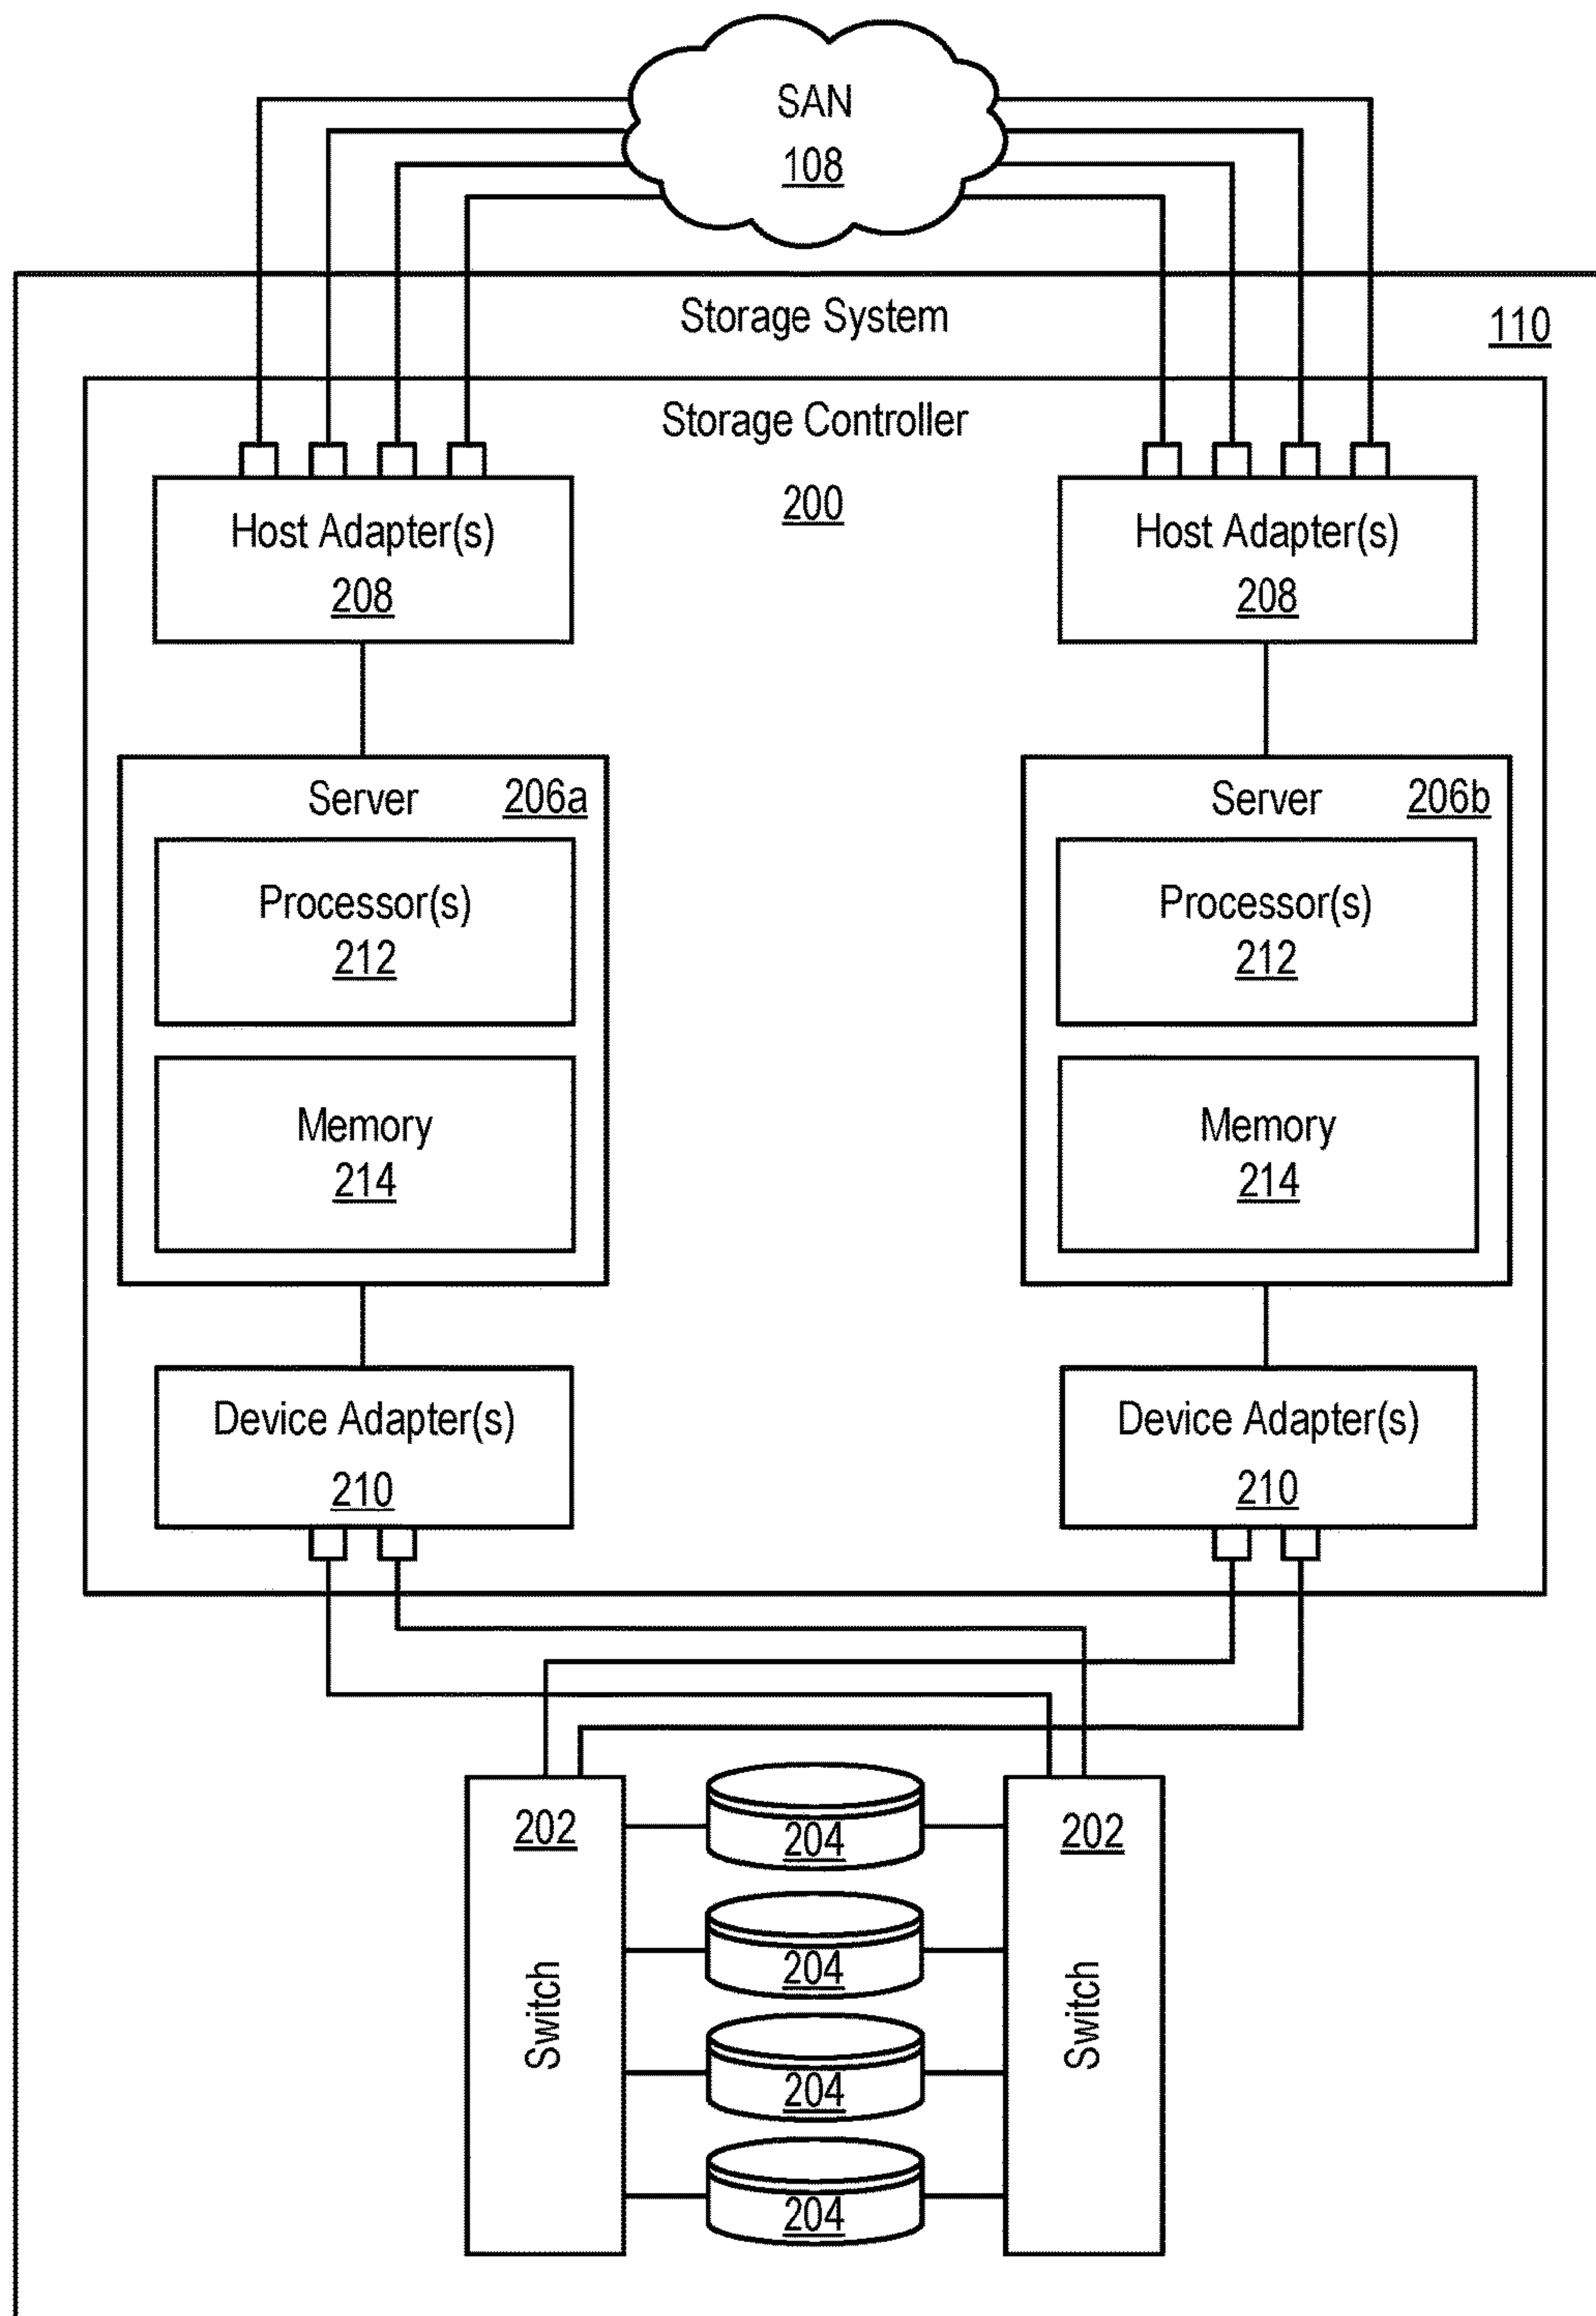 SAN
108
Storage System
110
Storage Controller
200
Host Adapter(s)
208
Host Adapter(s)
208
Server
206a
Server
206b
Processor(s)
212
Processor(s)
212
Memory
214
Memory
214
Device Adapter(s)
210
Device Adapter(s)
210
202
Switch
204
204
204
204
202
Switch